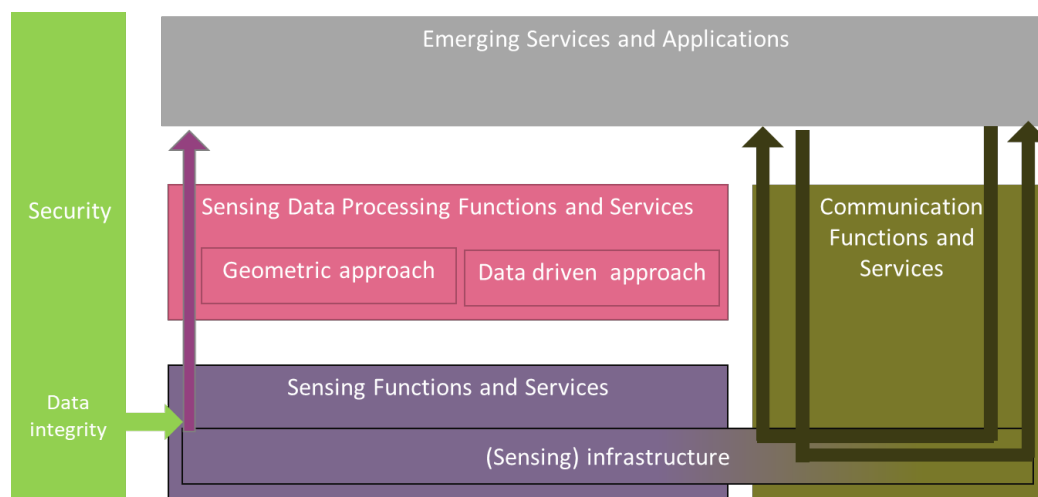 Emerging Services and Applications
Security
Sensing Data Processing Functions and Services
Geometric approach
Data driven approach
Communication
Functions and
Services
Sensing Functions and Services
Data
integrity
(Sensing) infrastructure